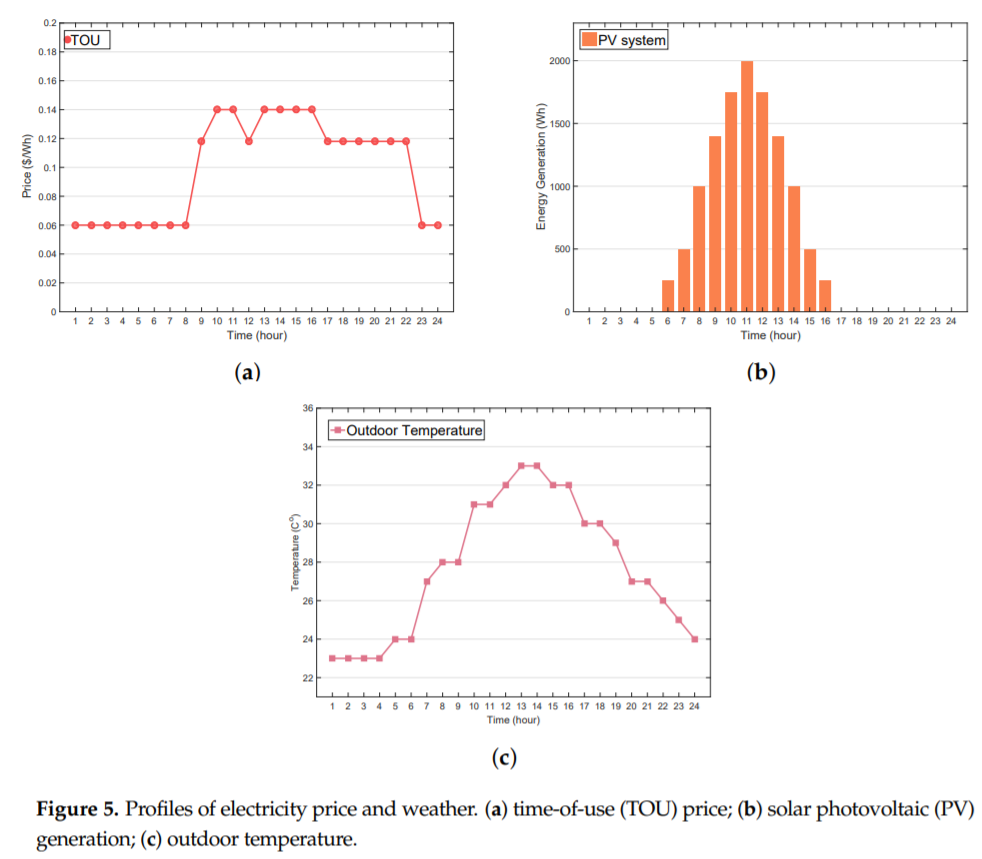 TOU
0.2
0.18
0.16
0.14
0.12
0.1
0.08
0.06
0.04
0.02
0
Price ($/Wh)
1 2 3 4 5 6 7 8 9 10 11 12 13 14 15 16 17 18 19 20 21 22 23 24
Time (hour)
(a)
PV system
2000
1500
1000
500
0
Energy Generation (Wh)
1 2 3 4 5 6 7 8 9 10 11 12 13 14 15 16 17 18 19 20 21 22 23 24
Time (hour)
(b)
Outdoor Temperature
36
34
32
30
28
26
24
22
Temperature (C°)
1 2 3 4 5 6 7 8 9 10 11 12 13 14 15 16 17 18 19 20 21 22 23 24
Time (hour)
(c)
Figure 5. Profiles of electricity price and weather. (a) time-of-use (TOU) price; (b) solar photovoltaic (PV)
generation; (c) outdoor temperature.